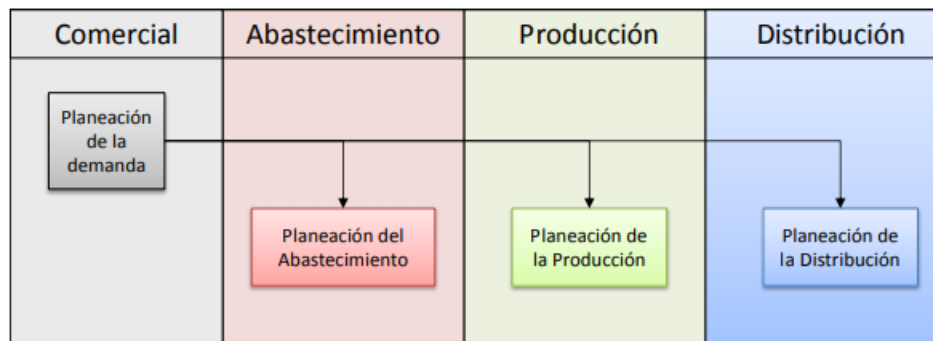 Comercial
Abastecimiento
Producción
Distribución
Planeación
de la
demanda
Planeación del
Abastecimiento
Planeación de
la Producción
Planeación de
la Distribución